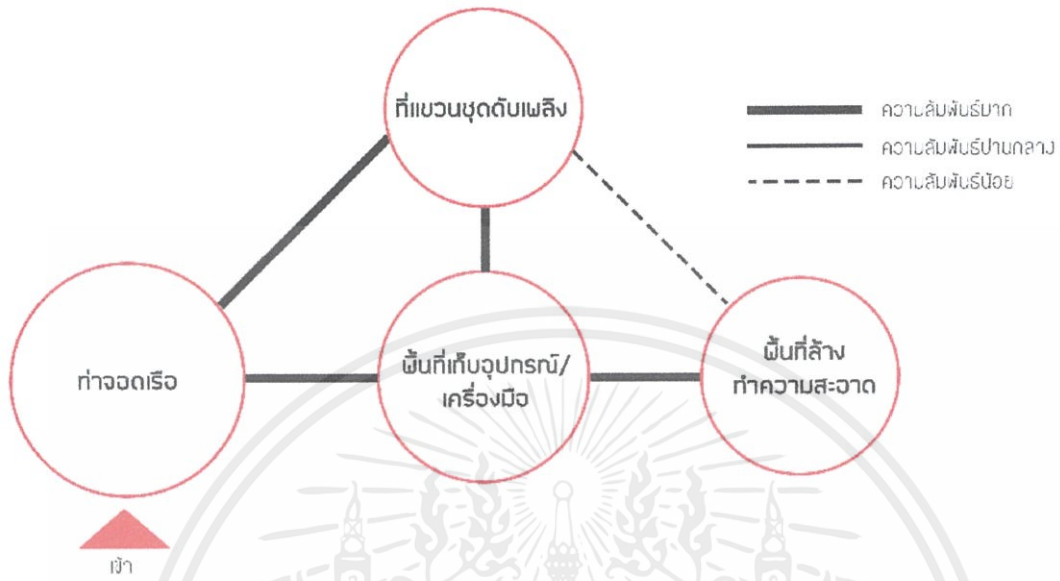 ที่แขวนชุดดับเพลิง
ความสัมพันธ์มาก
ความสัมพันธ์ปานกลาง
ความสัมพันธ์น้อย
ท่าจอดเรือ
พื้นที่เก็บอุปกรณ์/
เครื่องมือ
พื้นที่ล้าง
ทำความสะอาด
เข้า